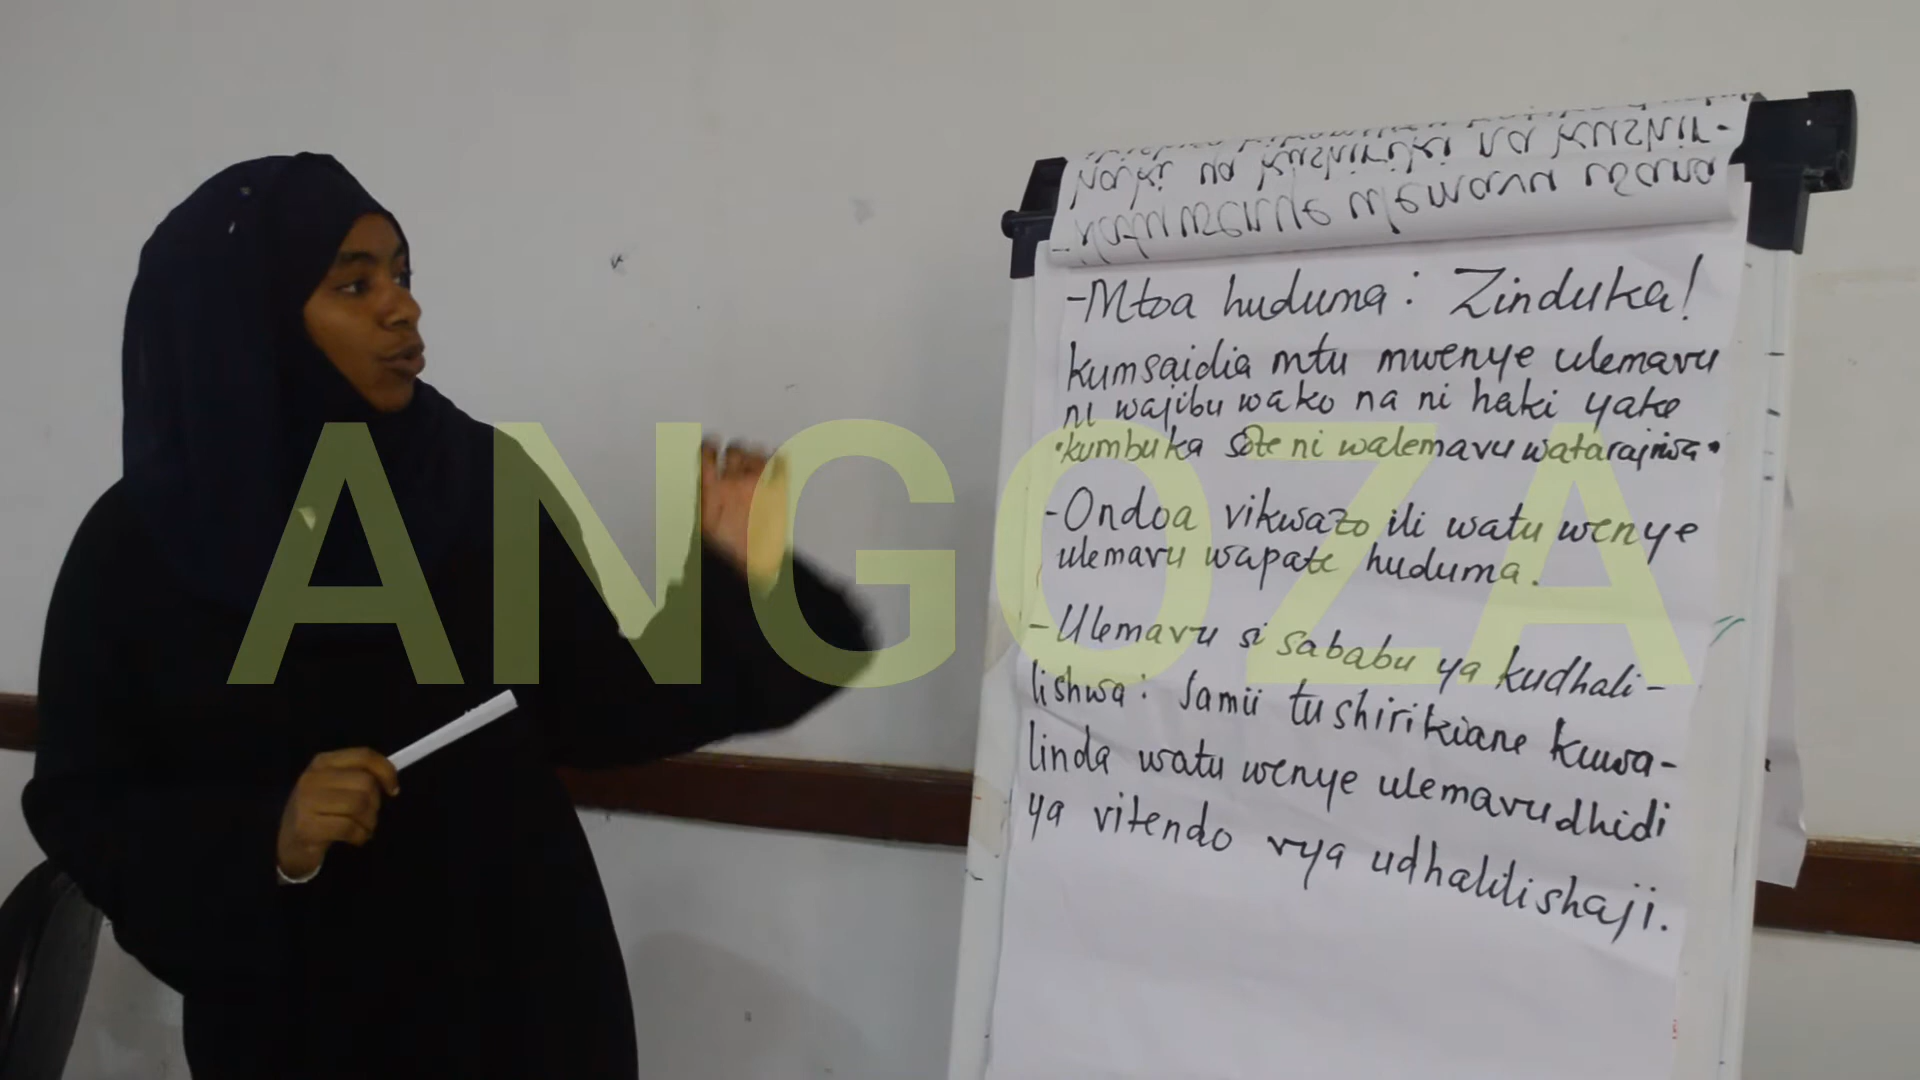 -Mtoa huduma: Zinduka!
kumsaidia mtu mwenye ulemavu
ni wajibu wako na ni haki yake
•kumbuka sote ni walemavu watarajiwa•
-Ondoa vikwazo ili watu wenye
ulemavu wapate huduma.
-Ulemavu si sababu ya kudhali-
lishwa: Jamii tushirikiane kuwa-
linda watu wenye ulemavu dhidi
ya vitendo vya udhalilishaji.
ANGOZA